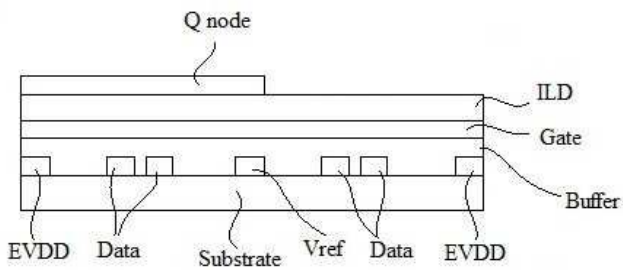 Q node
ILD
Gate
Buffer
EVDD Data Substrate Vref Data EVDD